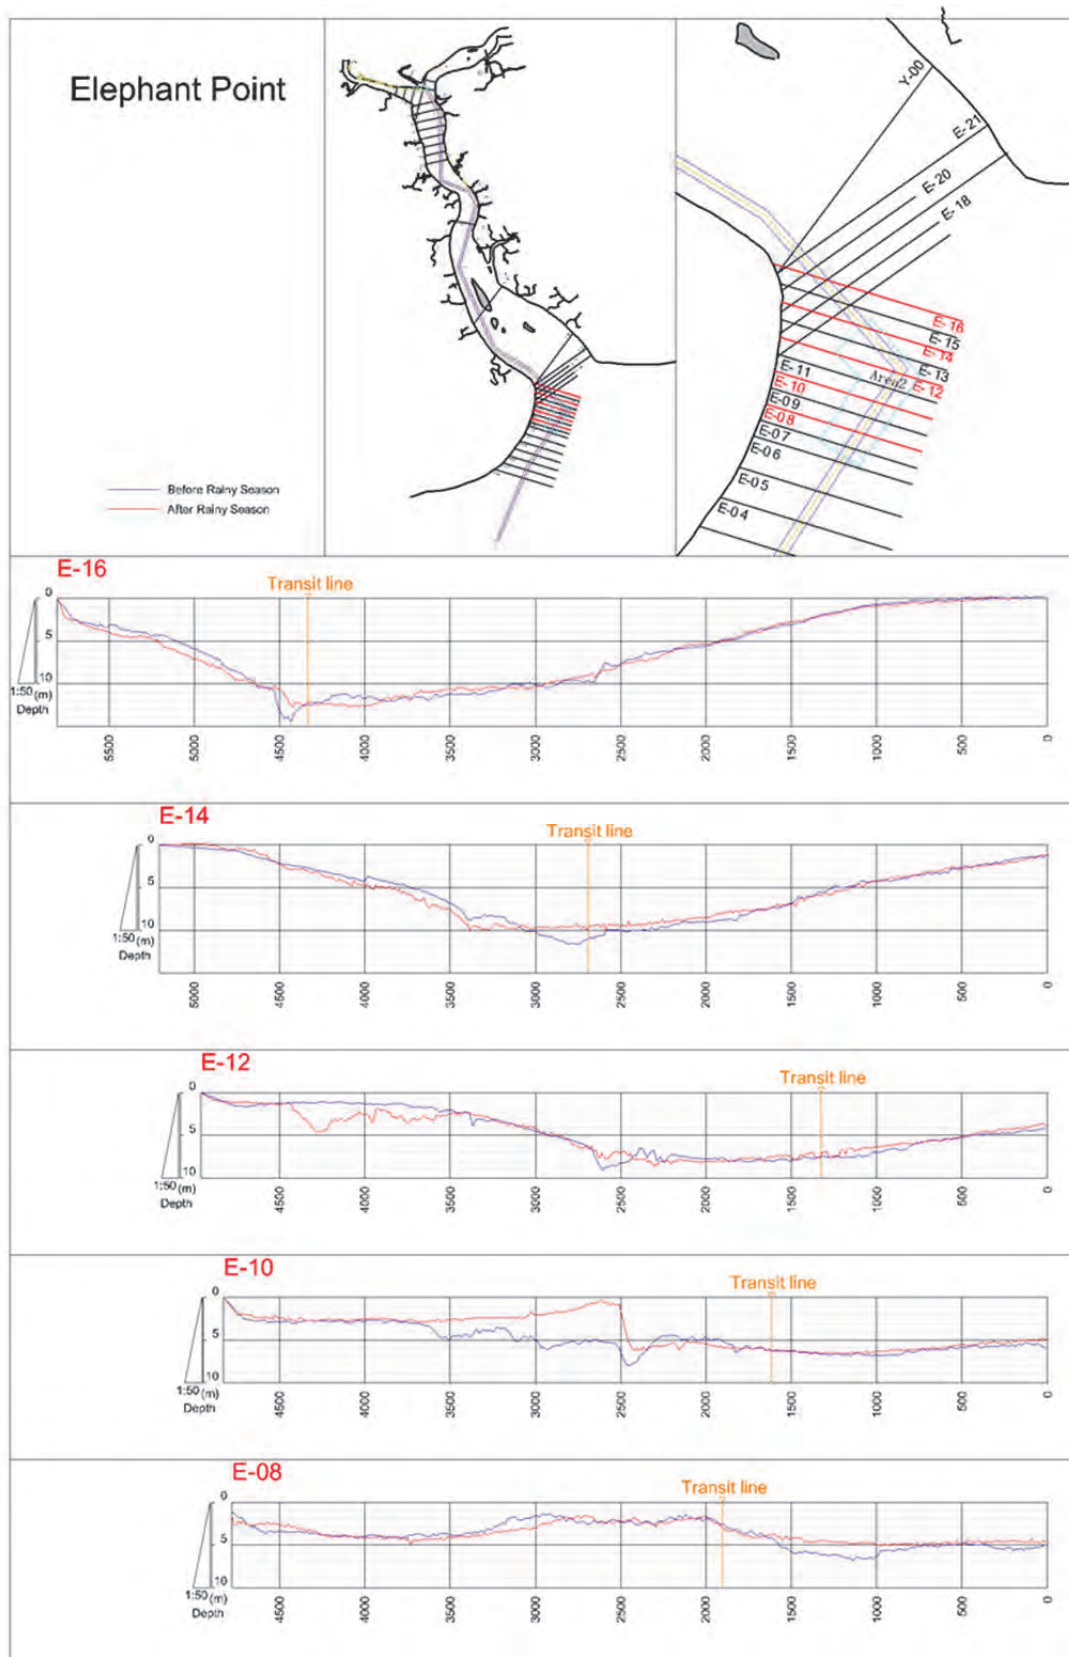 Elephant Point
Before Rainy Season
After Rainy Season
Y-00
E-21
E-20
E-18
E-16
E-15
E-14
E-13
E-12
Area2
E-11
E-10
E-09
E-08
E-07
E-06
E-05
E-04
E-16
Transit line
0
5
10
1:50 (m)
Depth
5500
5000
4500
4000
3500
3000
2500
2000
1500
1000
500
0
E-14
Transit line
0
5
10
1:50 (m)
Depth
5000
4500
4000
3500
3000
2500
2000
1500
1000
500
0
E-12
Transit line
0
5
10
1:50 (m)
Depth
4500
4000
3500
3000
2500
2000
1500
1000
500
0
E-10
Transit line
0
5
10
1:50 (m)
Depth
4500
4000
3500
3000
2500
2000
1500
1000
500
0
E-08
Transit line
0
5
10
1:50 (m)
Depth
4500
4000
3500
3000
2500
2000
1500
1000
500
0